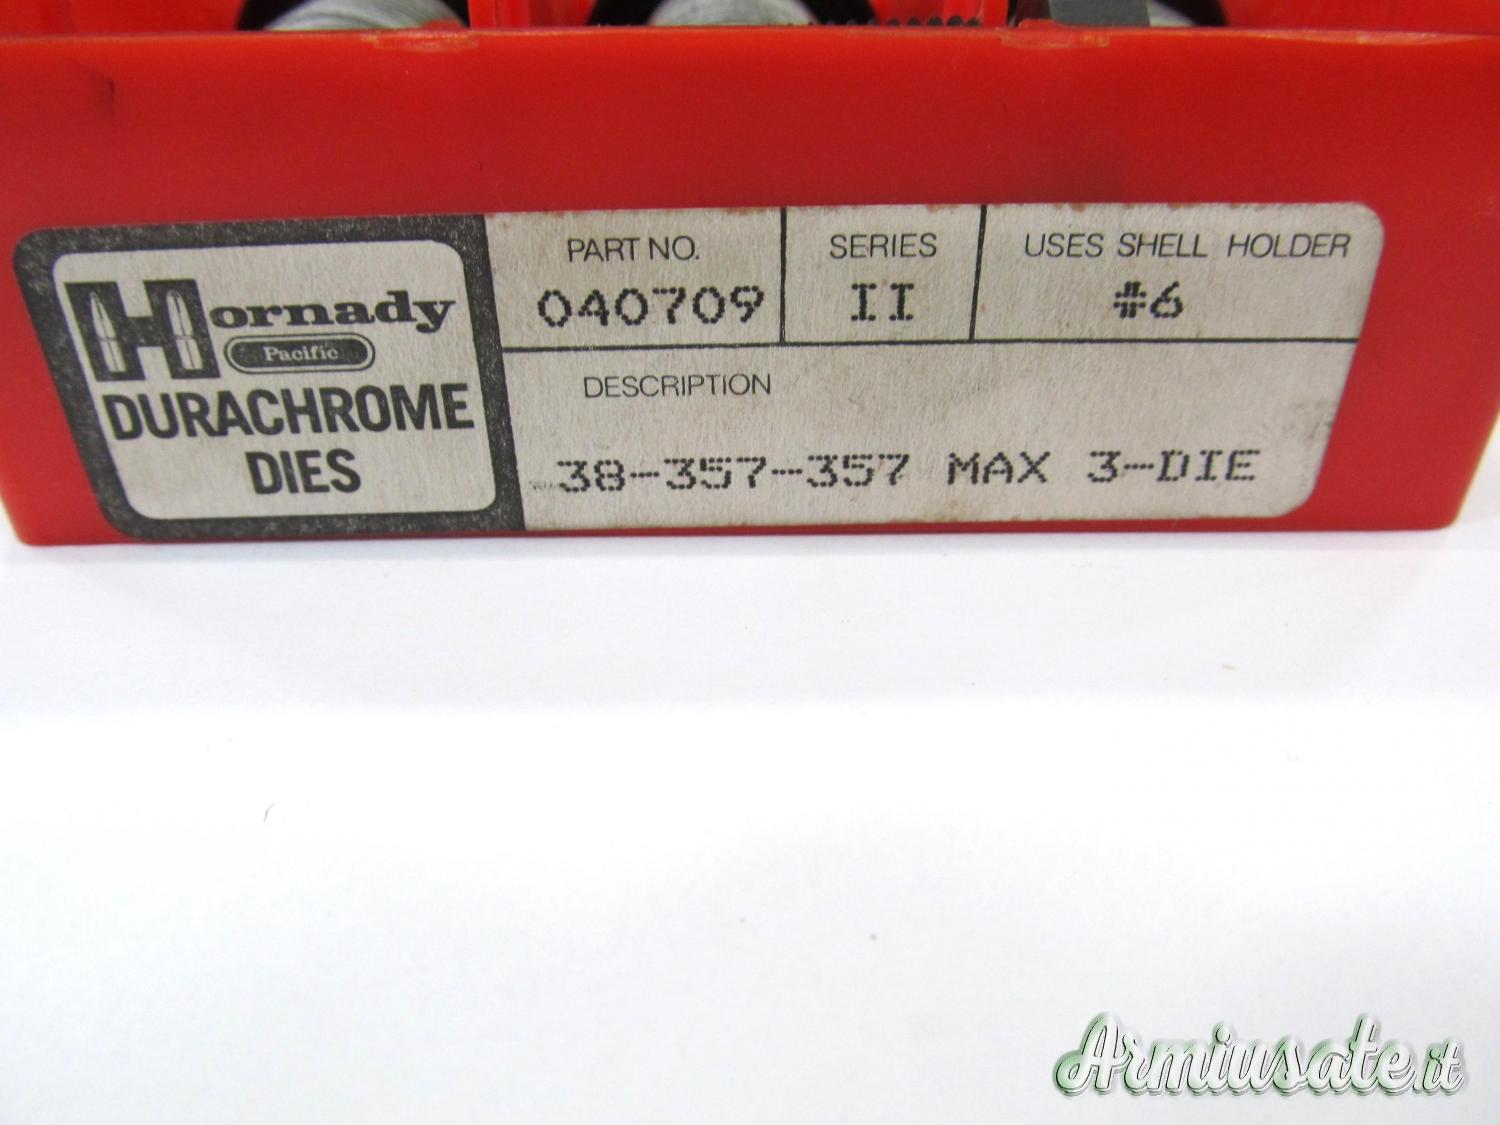 Hornady
Pacific
DURACHROME
DIES
PART NO.
040709
SERIES
II
USES SHELL HOLDER
#6
DESCRIPTION
38-357-357 MAX 3-DIE
Armiusate.it